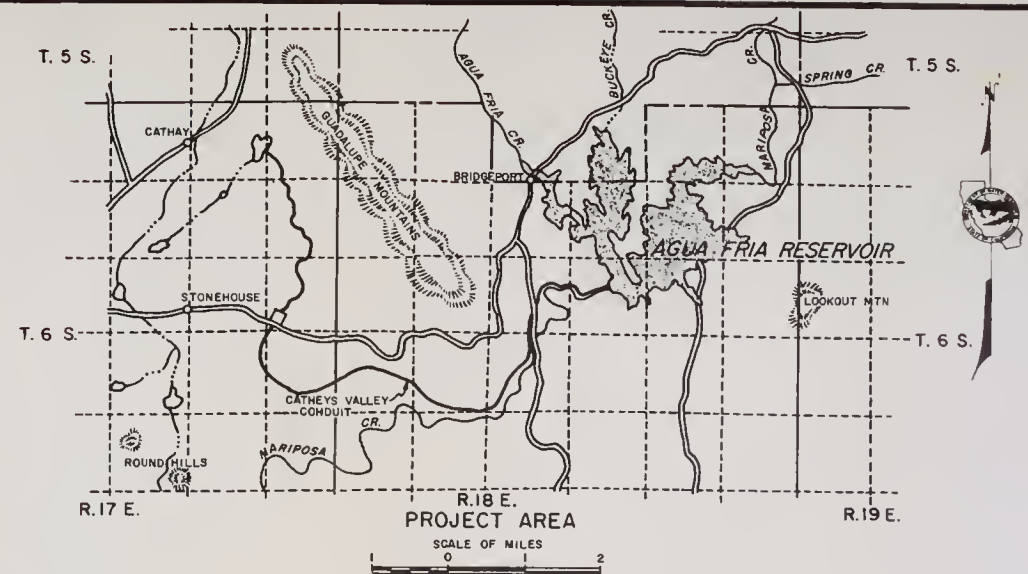 T. 5 S.
AGUA
FRIA
CR.
BUCKEYE CR.
CR.
SPRING CR.
T. 5 S.
MARIPOSA
CATHAY
GUADALUPE
MOUNTAINS
BRIDGEPORT
AGUA FRIA RESERVOIR
STONEHOUSE
LOOKOUT MTN
T. 6 S.
T. 6 S.
CATHEYS VALLEY
CONDUIT
MARIPOSA
CR.
ROUND HILLS
R.17 E.
R.18 E.
R.19 E.
PROJECT AREA
SCALE OF MILES
1 0 1 2